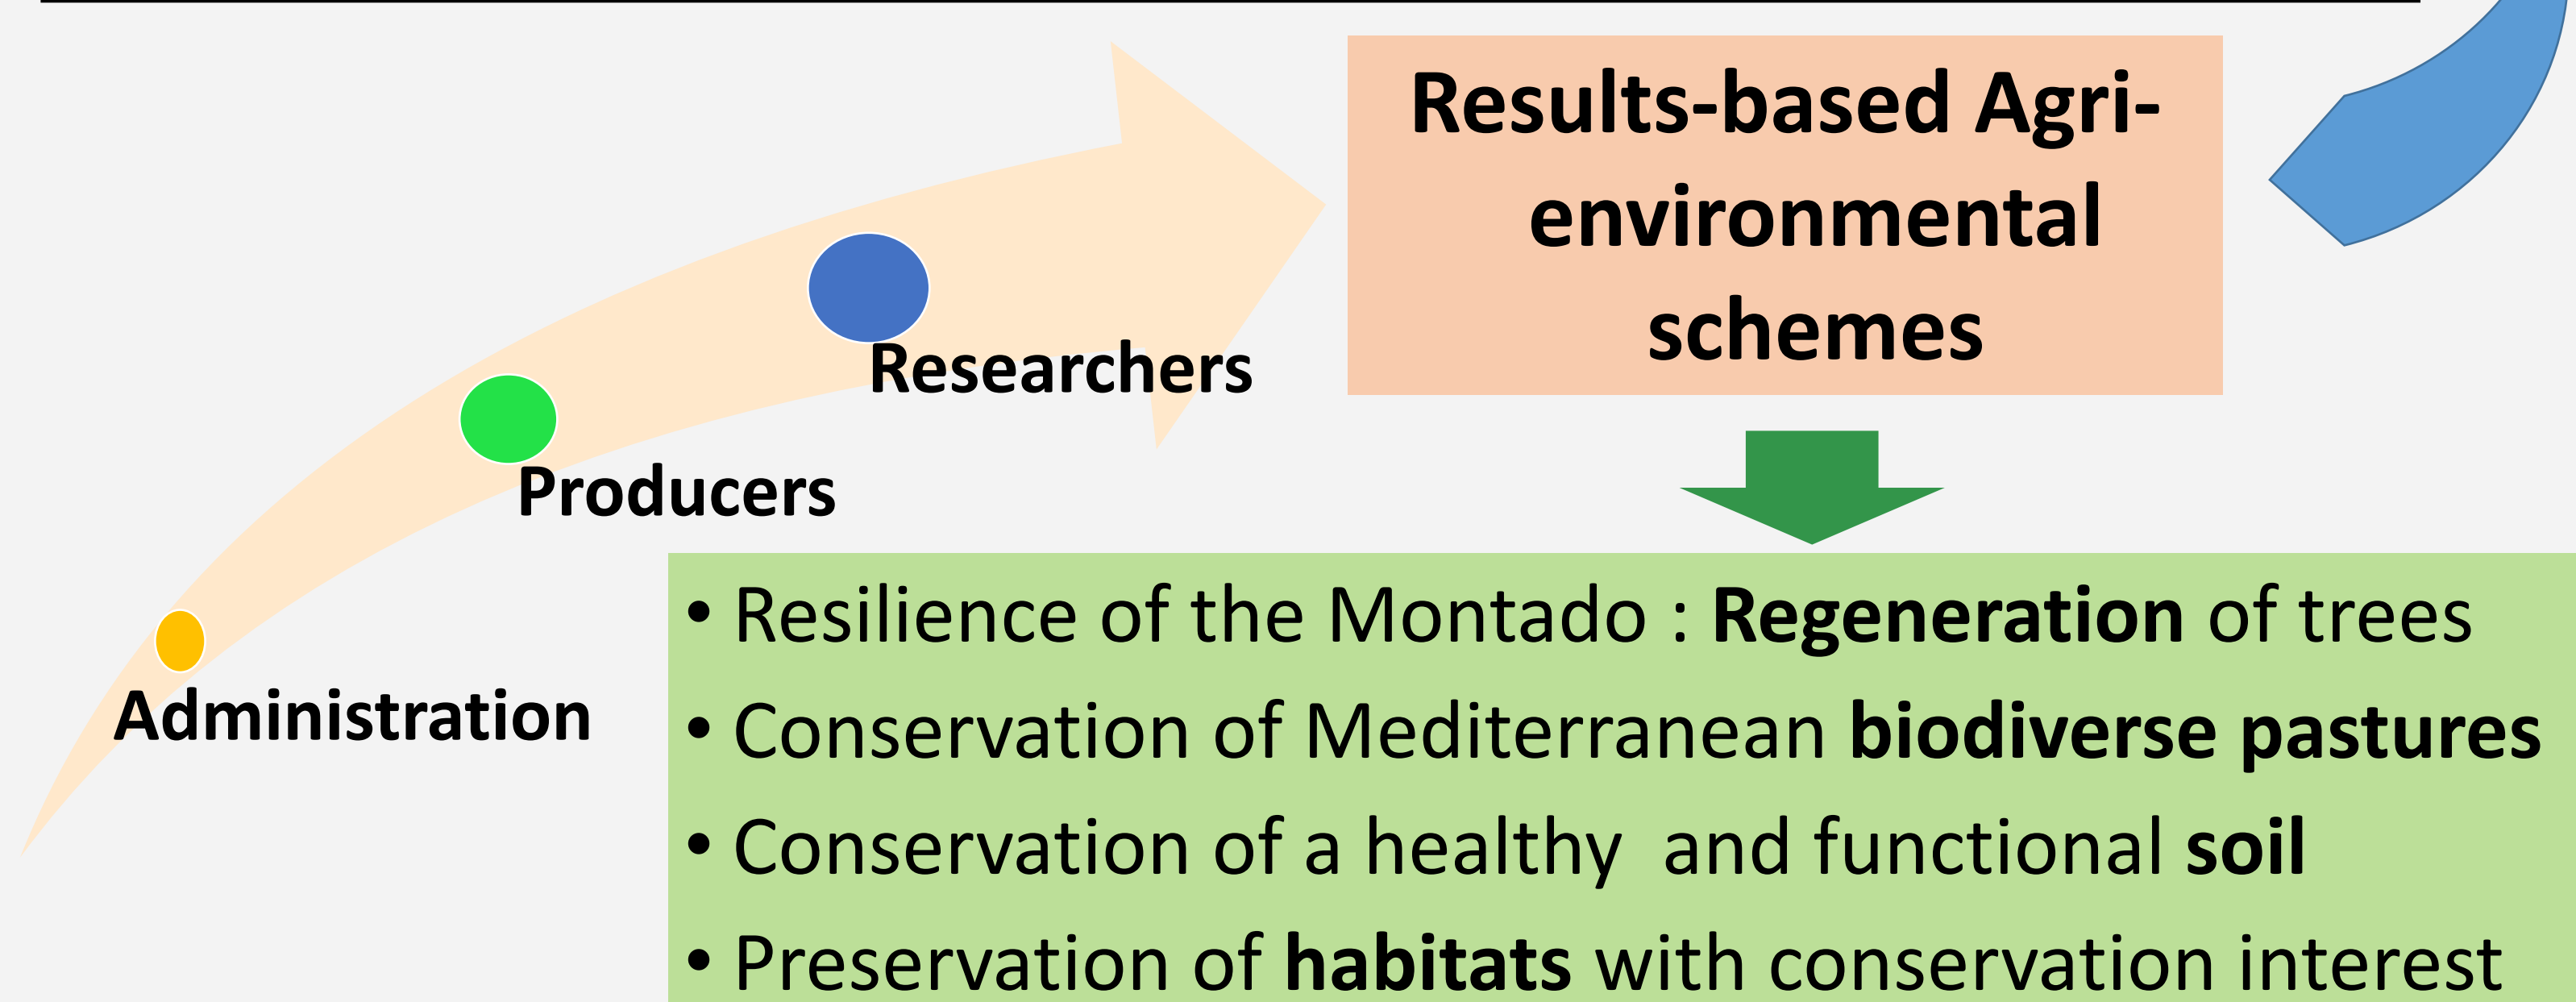 Results-based Agri-
environmental
schemes
Researchers
Producers
Administration
• Resilience of the Montado : Regeneration of trees
• Conservation of Mediterranean biodiverse pastures
• Conservation of a healthy  and functional soil
• Preservation of habitats with conservation interest